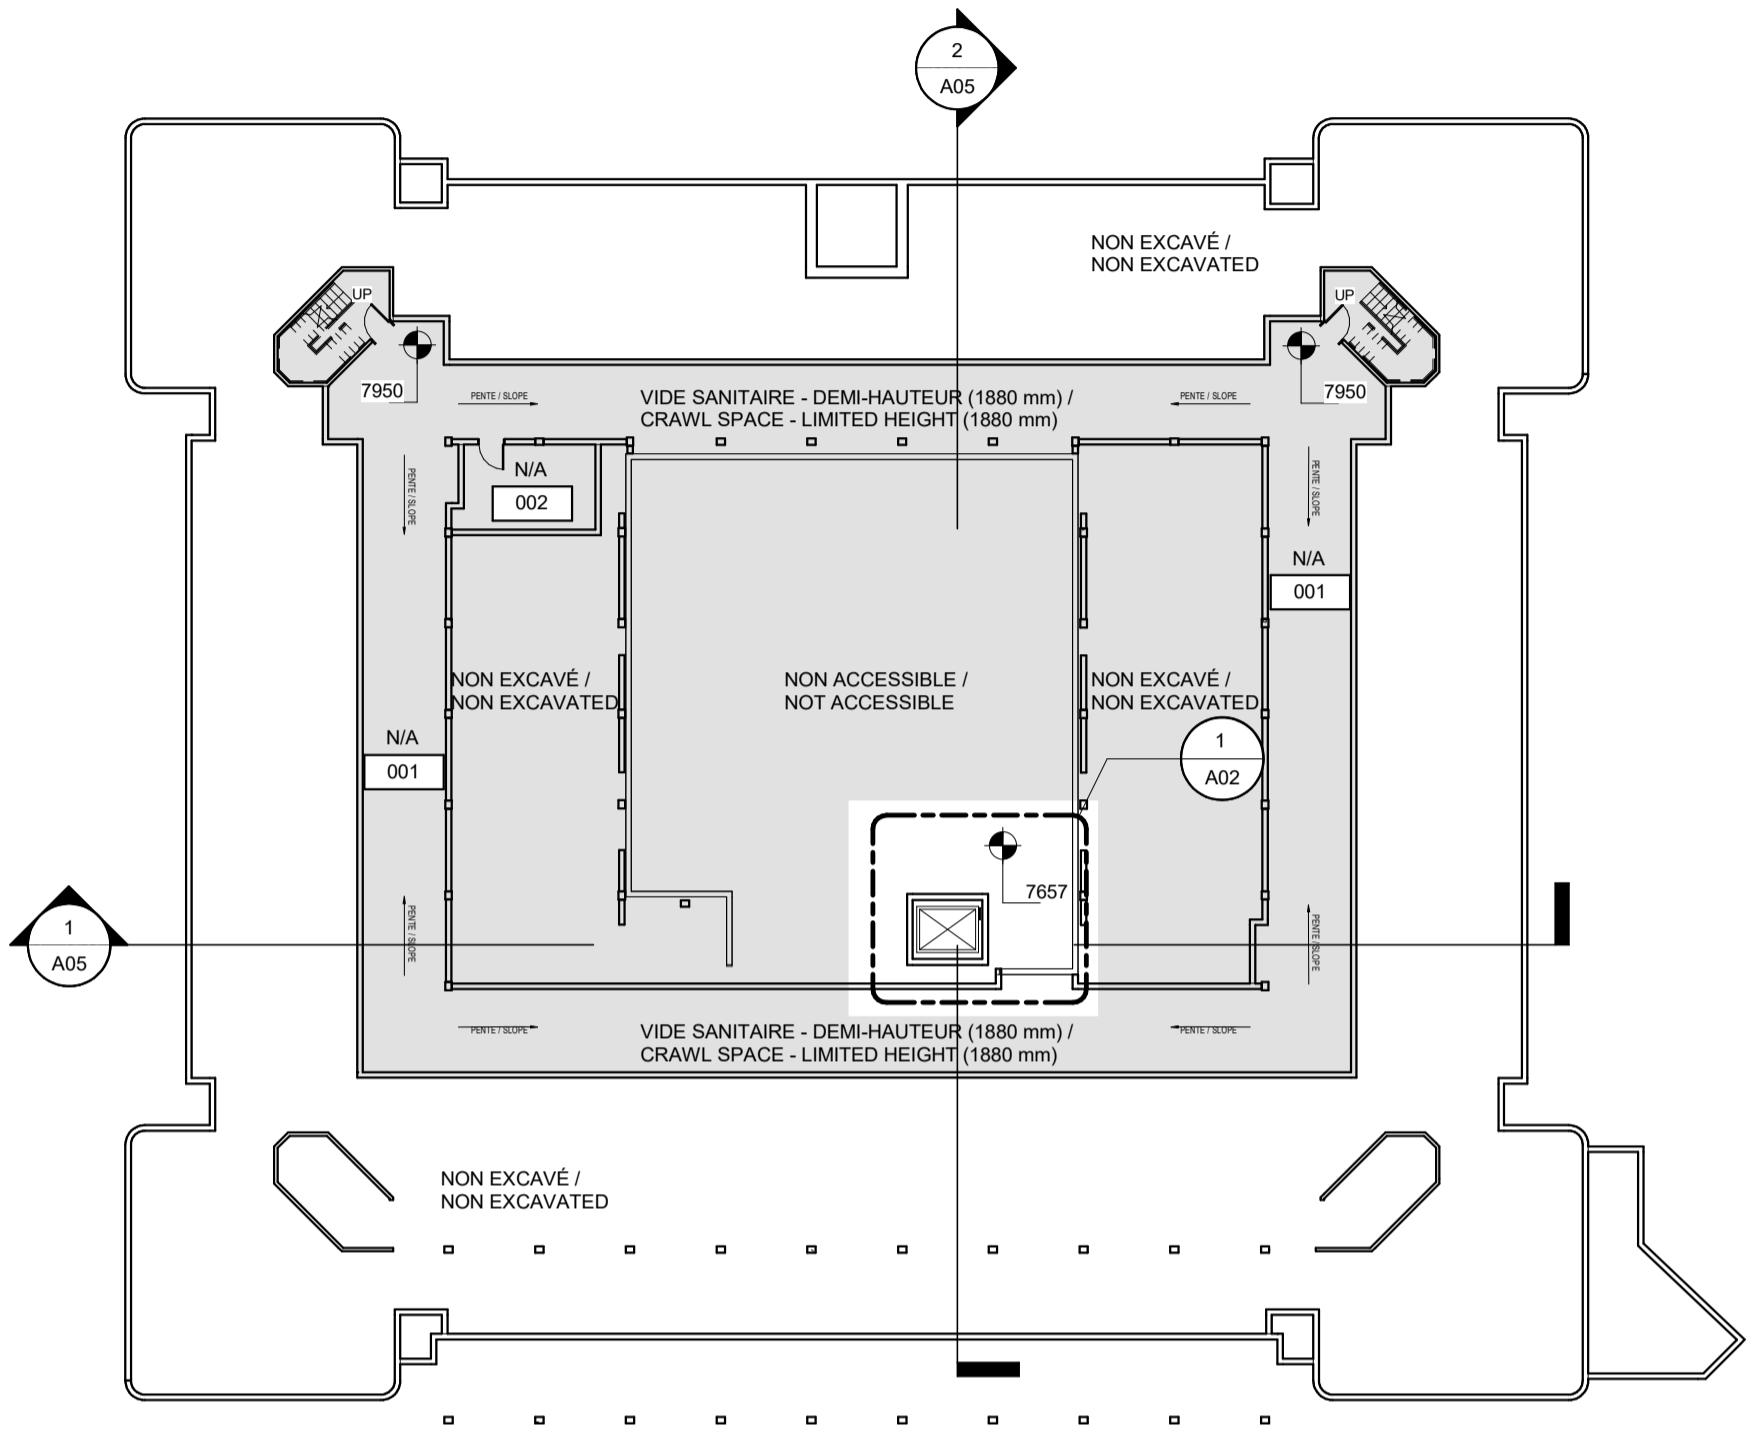 2
A05
NON EXCAVÉ /
NON EXCAVATED
UP
UP
7950
7950
PENTE / SLOPE
VIDE SANITAIRE - DEMI-HAUTEUR (1880 mm) /
CRAWL SPACE - LIMITED HEIGHT (1880 mm)
PENTE / SLOPE
PENTE / SLOPE
N/A
002
PENTE / SLOPE
N/A
001
NON EXCAVÉ /
NON EXCAVATED
NON ACCESSIBLE /
NOT ACCESSIBLE
NON EXCAVÉ /
NON EXCAVATED
N/A
001
1
A02
7657
1
A05
PENTE / SLOPE
PENTE / SLOPE
PENTE / SLOPE
VIDE SANITAIRE - DEMI-HAUTEUR (1880 mm) /
CRAWL SPACE - LIMITED HEIGHT (1880 mm)
PENTE / SLOPE
NON EXCAVÉ /
NON EXCAVATED